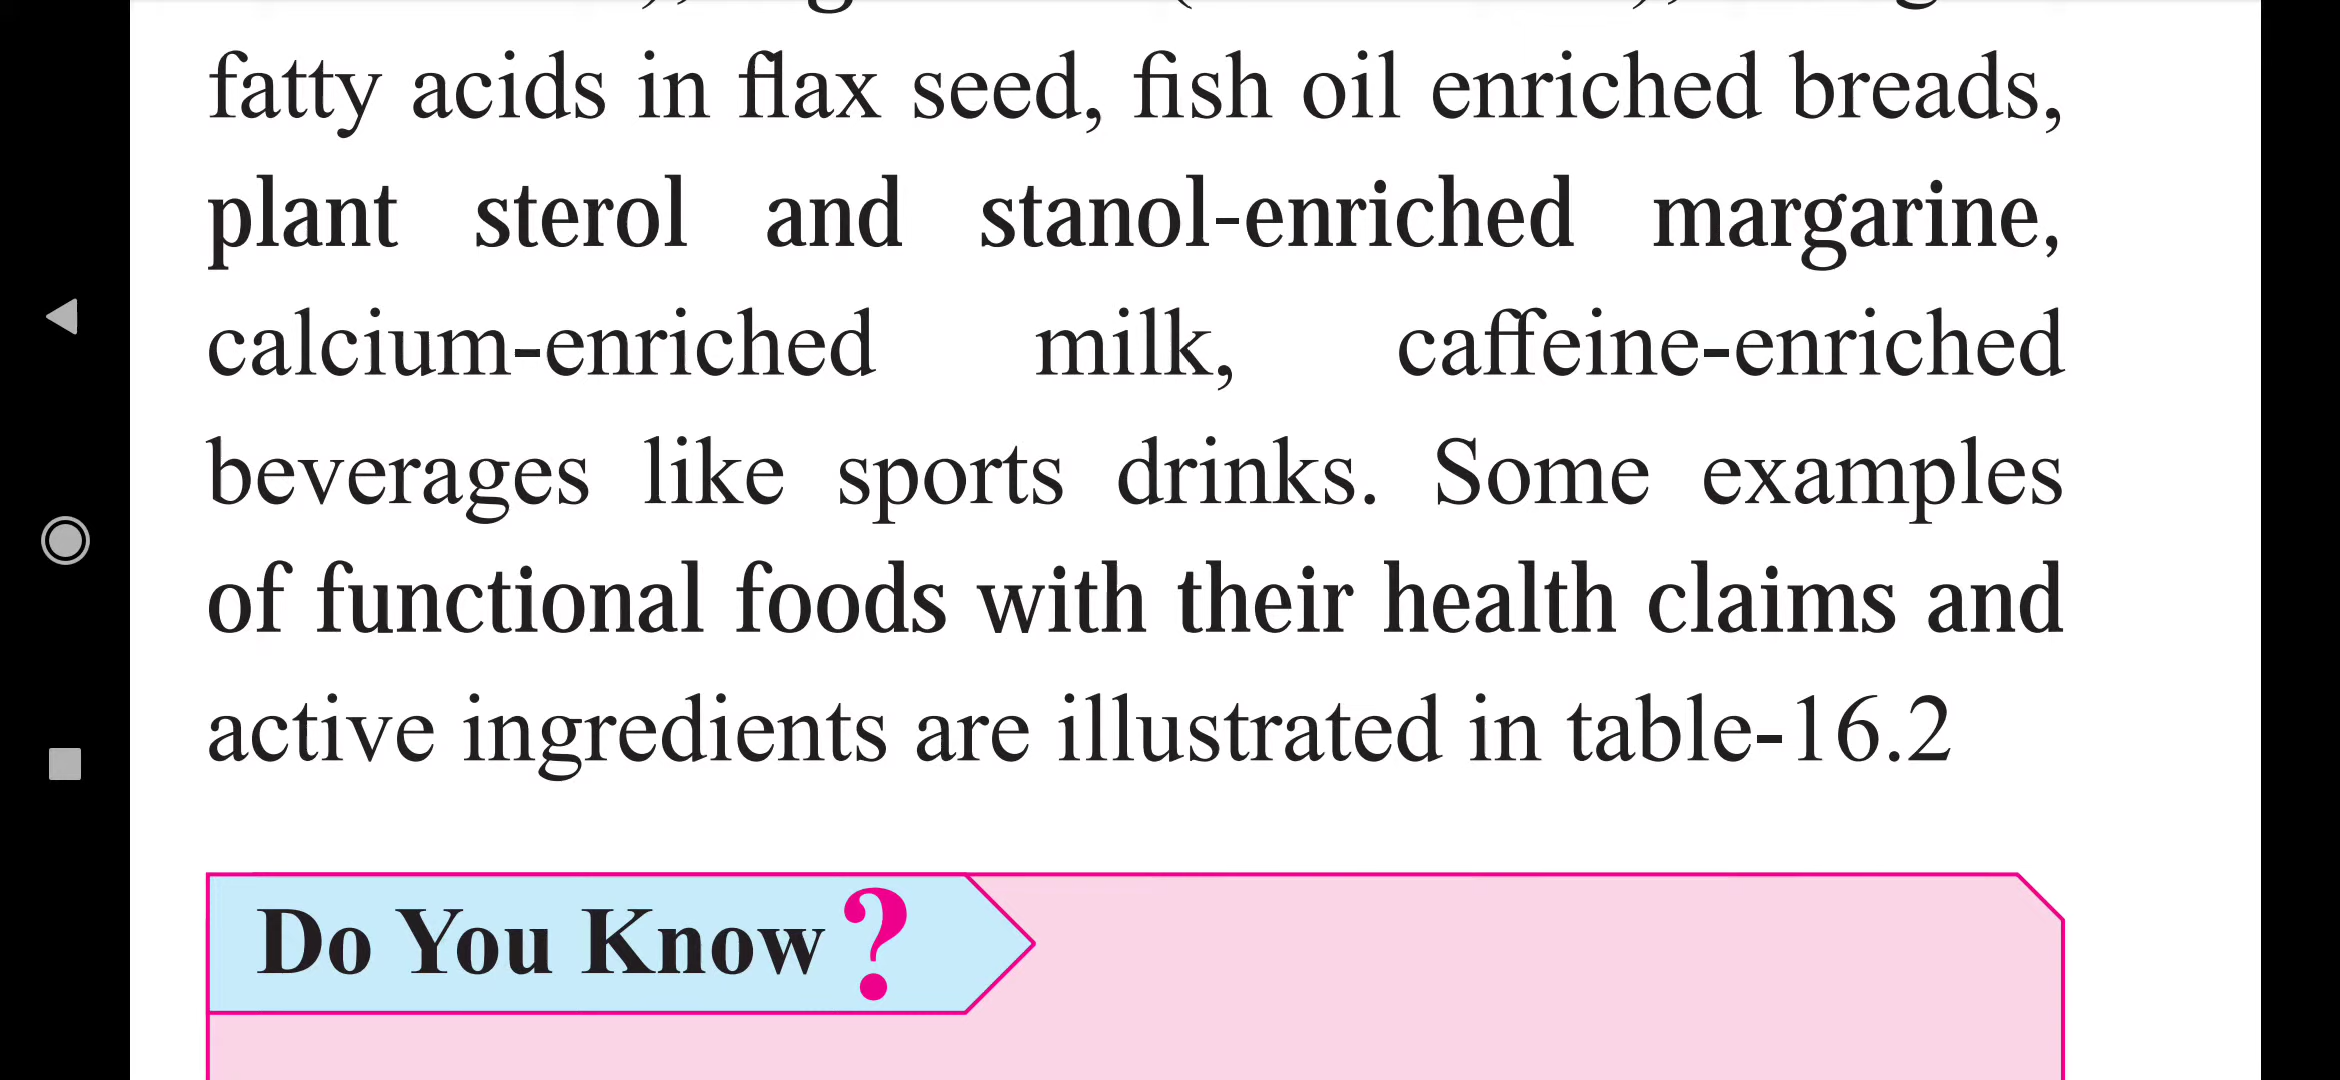 fatty acids in flax seed, fish oil enriched breads,
plant sterol and stanol-enriched margarine,
calcium-enriched milk, caffeine-enriched
beverages like sports drinks. Some examples
of functional foods with their health claims and
active ingredients are illustrated in table-16.2
Do You Know?